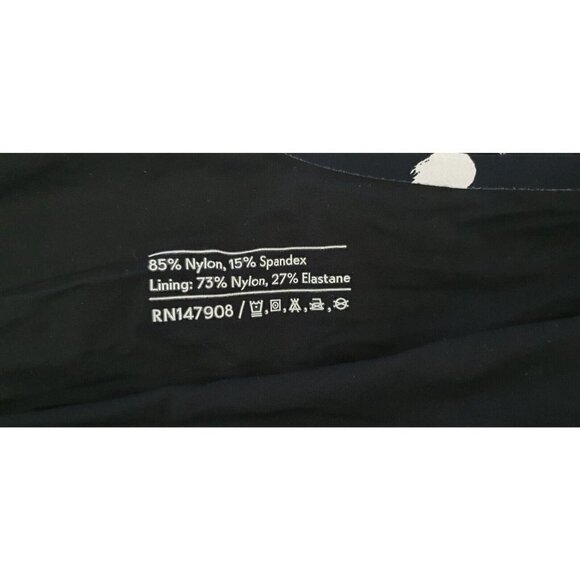 85% Nylon, 15% Spandex
Lining: 73% Nylon, 27% Elastane
RN147908 /